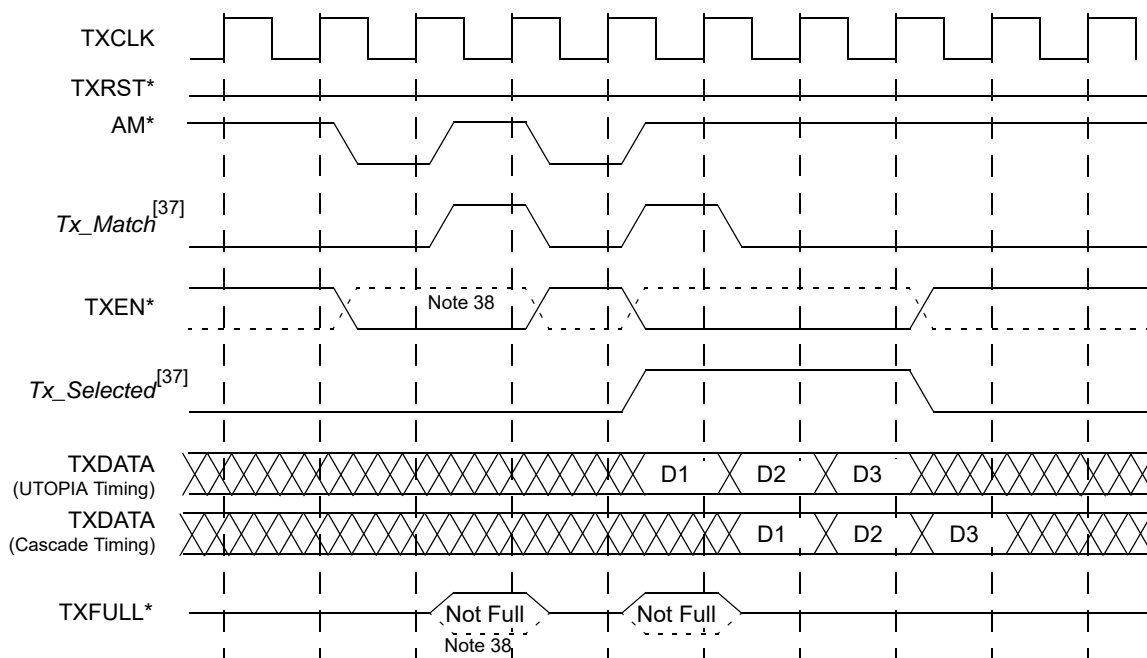 TXCLK
TXRST*
AM*
Tx_Match[37]
TXEN*
Note 38
Tx_Selected[37]
TXDATA
(UTOPIA Timing)
D1 D2 D3
TXDATA
(Cascade Timing)
D1 D2 D3
TXFULL*
Not Full Not Full
Note 38